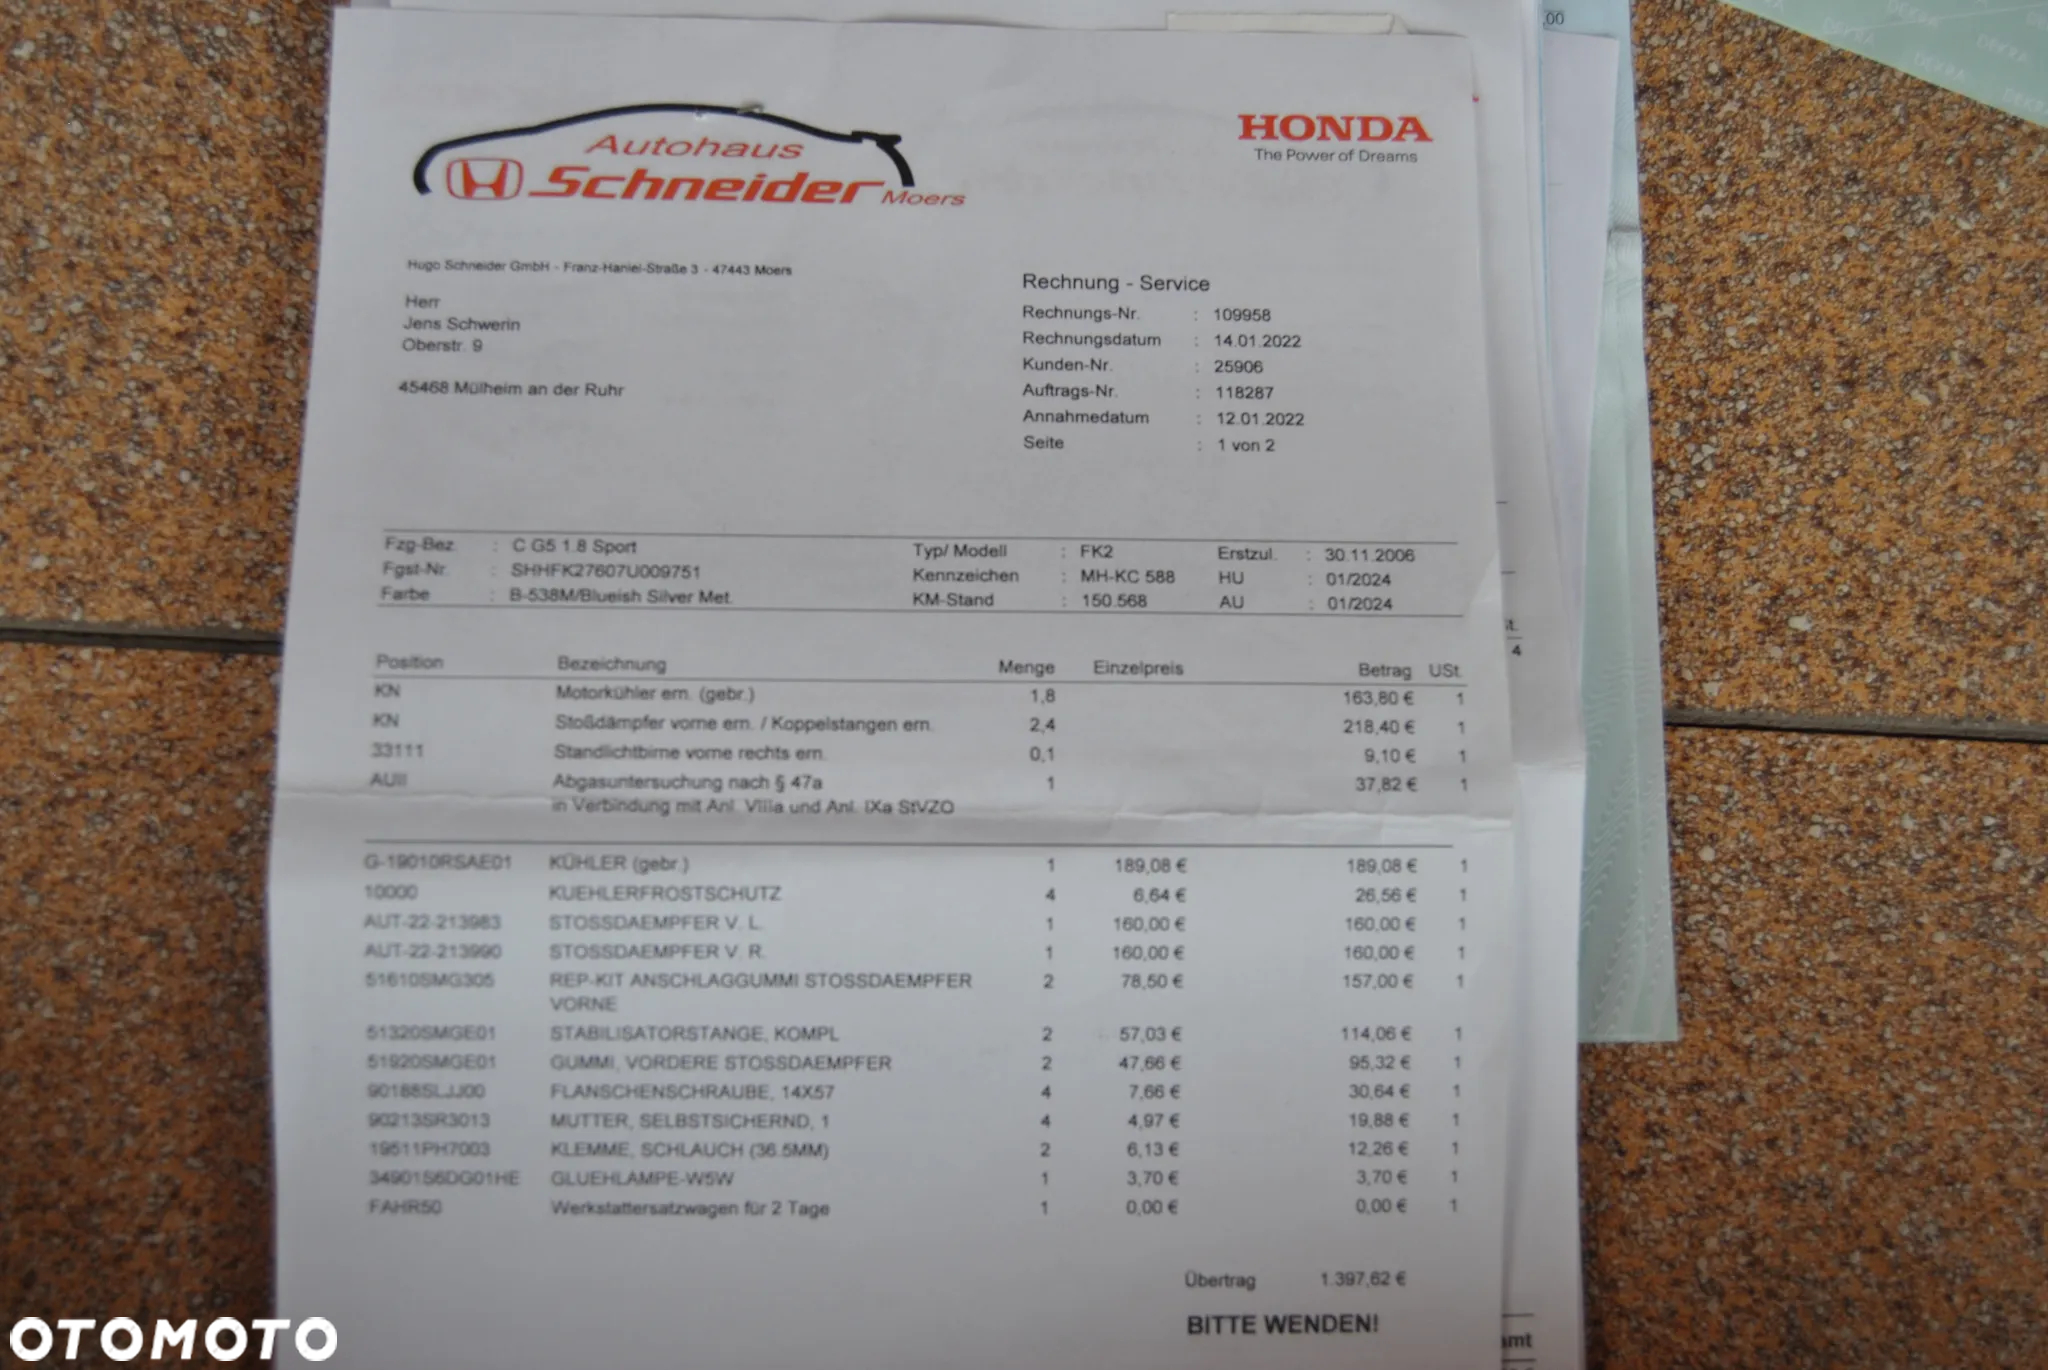 Autohaus
Schneider Moers
HONDA
The Power of Dreams
Hugo Schneider GmbH - Franz-Haniel-Straße 3 - 47443 Moers
Herr
Jens Schwerin
Oberstr. 9
45468 Mülheim an der Ruhr
Rechnung - Service
Rechnungs-Nr. : 109958
Rechnungsdatum : 14.01.2022
Kunden-Nr. : 25906
Auftrags-Nr. : 118287
Annahmedatum : 12.01.2022
Seite : 1 von 2
Fzg-Bez. : C G5 1.8 Sport Typ/ Modell : FK2 Erstzul. : 30.11.2006
Fgst-Nr. : SHHFK27607U009751 Kennzeichen : MH-KC 588 HU : 01/2024
Farbe : B-538M/Blueish Silver Met. KM-Stand : 150.568 AU : 01/2024
Position Bezeichnung Menge Einzelpreis Betrag USt.
KN Motorkühler ern. (gebr.) 1,8 163,80 € 1
KN Stoßdämpfer vorne ern. / Koppelstangen ern. 2,4 218,40 € 1
33111 Standlichtbirne vorne rechts ern. 0,1 9,10 € 1
AUII Abgasuntersuchung nach § 47a 1 37,82 € 1
in Verbindung mit Anl. VIIIa und Anl. IXa StVZO
G-19010RSAE01 KÜHLER (gebr.) 1 189,08 € 189,08 € 1
10000 KUEHLERFROSTSCHUTZ 4 6,64 € 26,56 € 1
AUT-22-213983 STOSSDAEMPFER V. L. 1 160,00 € 160,00 € 1
AUT-22-213990 STOSSDAEMPFER V. R. 1 160,00 € 160,00 € 1
51610SMG305 REP-KIT ANSCHLAGGUMMI STOSSDAEMPFER 2 78,50 € 157,00 € 1
VORNE
51320SMGE01 STABILISATORSTANGE, KOMPL 2 57,03 € 114,06 € 1
51920SMGE01 GUMMI, VORDERE STOSSDAEMPFER 2 47,66 € 95,32 € 1
90188SLJJ00 FLANSCHENSCHRAUBE, 14X57 4 7,66 € 30,64 € 1
90213SR3013 MUTTER, SELBSTSICHERND, 1 4 4,97 € 19,88 € 1
19511PH7003 KLEMME, SCHLAUCH (36.5MM) 2 6,13 € 12,26 € 1
34901S6DG01HE GLUEHLAMPE-W5W 1 3,70 € 3,70 € 1
FAHR50 Werkstattersatzwagen für 2 Tage 1 0,00 € 0,00 € 1
Übertrag 1.397,62 €
BITTE WENDEN!
,00
St.
4
amt
DEKRA
OTOMOTO